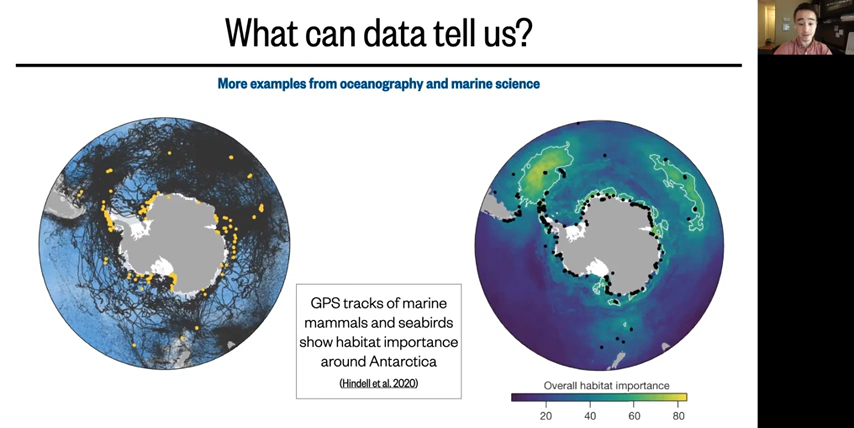 What can data tell us?
More examples from oceanography and marine science
GPS tracks of marine
mammals and seabirds
show habitat importance
around Antarctica
(Hindell et al. 2020)
Overall habitat importance
20 40 60 80